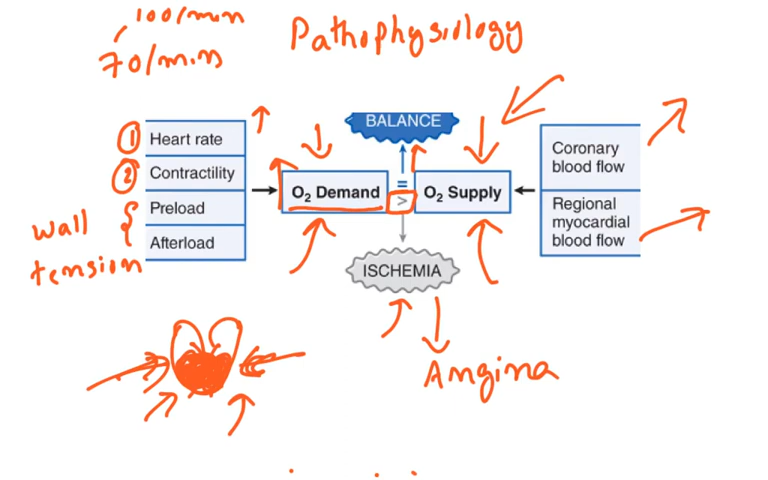 100/min
70/min
Pathophysiology
BALANCE
1 Heart rate
2 Contractility
Preload
Afterload
wall
tension
O₂ Demand
=
>
O₂ Supply
Coronary
blood flow
Regional
myocardial
blood flow
ISCHEMIA
Angina